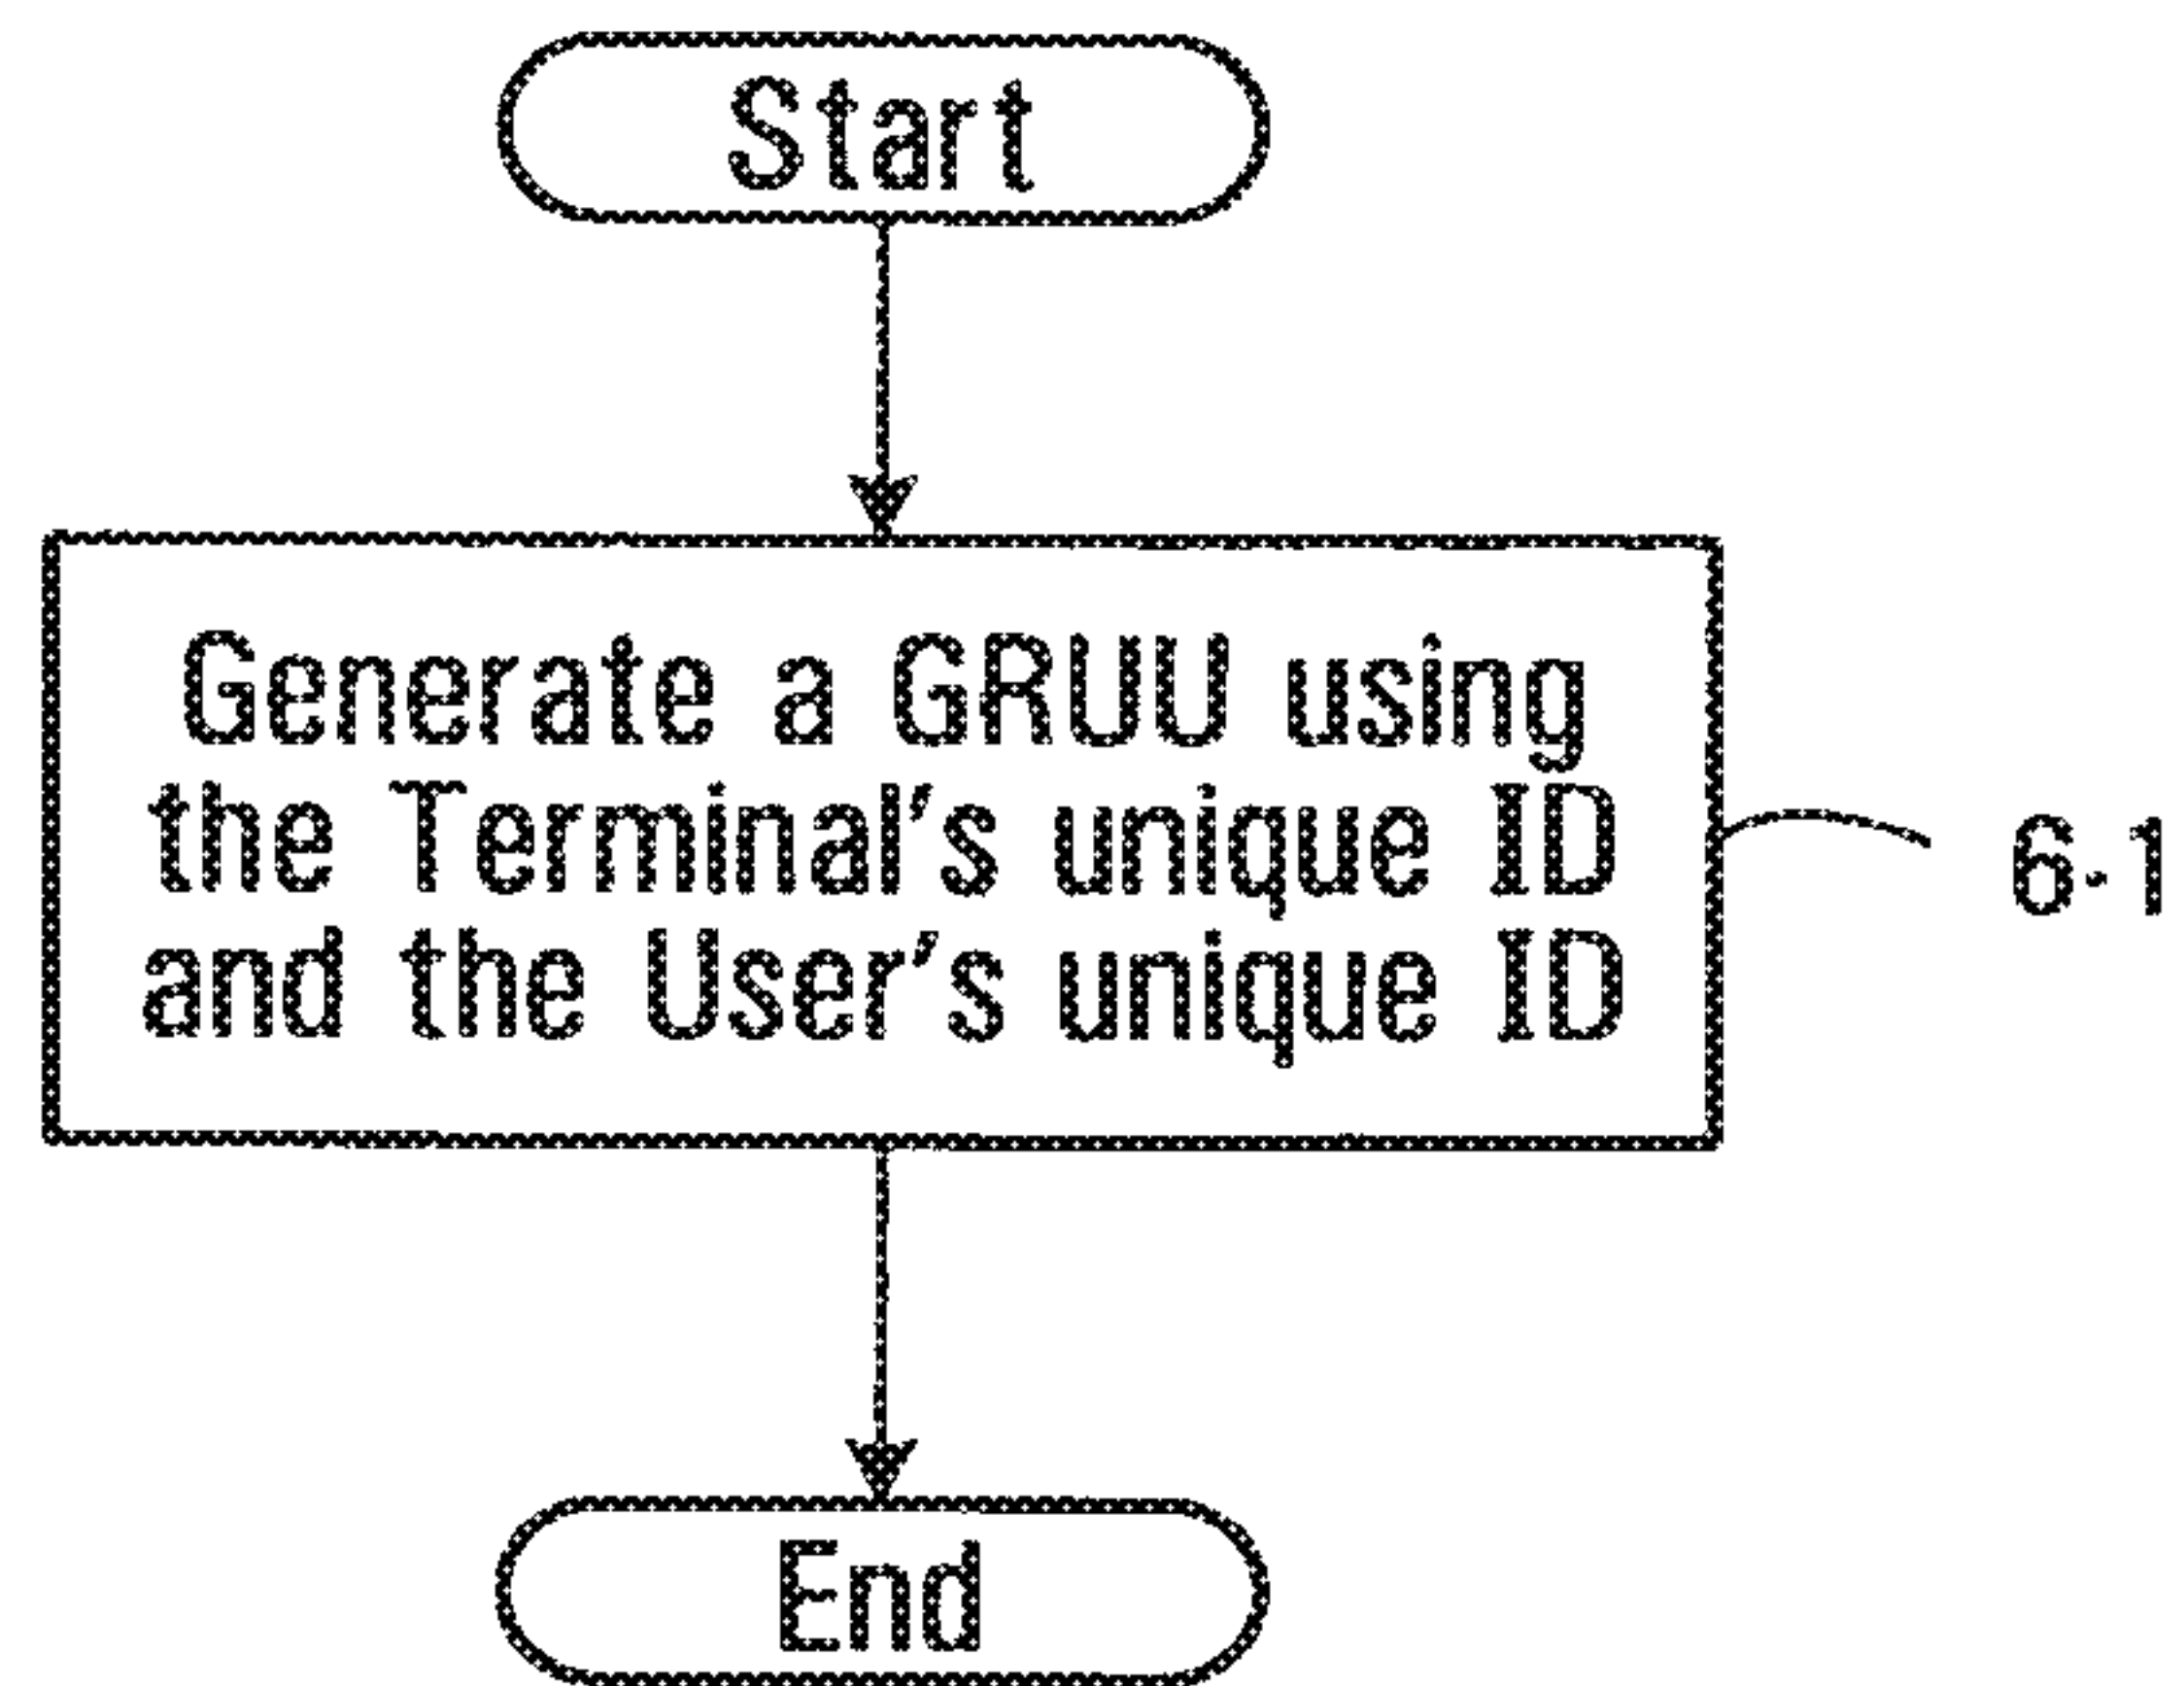 Start
Generate a GRUU using
the Terminal's unique ID
and the User's unique ID
6-1
End